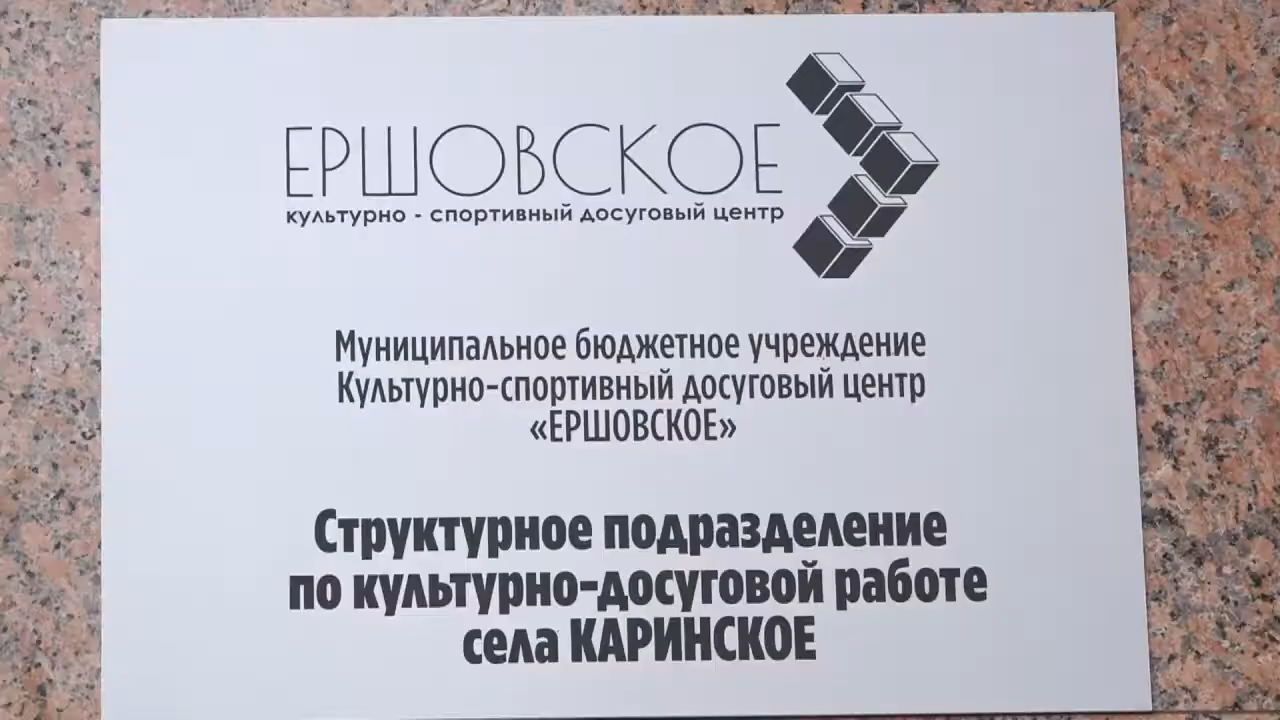 ЕРШОВСКОЕ
культурно - спортивный досуговый центр
Муниципальное бюджетное учреждение
Культурно-спортивный досуговый центр
«ЕРШОВСКОЕ»
Структурное подразделение
по культурно-досуговой работе
села КАРИНСКОЕ